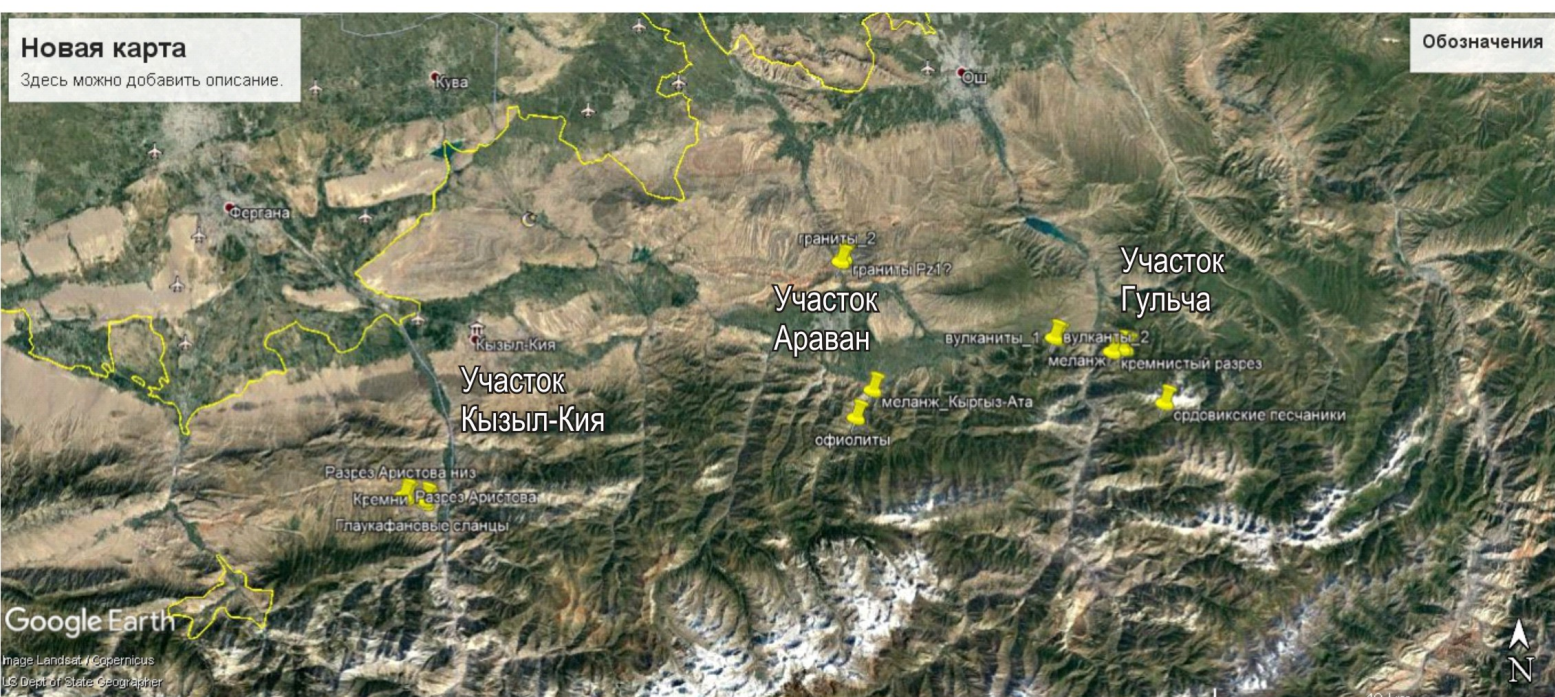 Новая карта
Здесь можно добавить описание.
Обозначения
Кува
Ош
Фергана
граниты_2
граниты Pz1?
Участок
Гульча
Участок
Араван
вулканиты_1
вулканты_2
меланж
кремнистый разрез
Кызыл-Кия
Участок
Кызыл-Кия
меланж_Кыргыз-Ата
ордовикские песчаники
офиолиты
Разрез Аристова низ
Кремни
Разрез Аристова
Глаукафановые сланцы
Google Earth
Image Landsat / Copernicus
US Dept of State Geographer
N